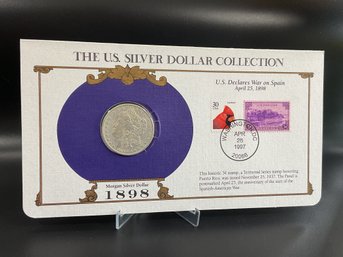 THE U.S. SILVER DOLLAR COLLECTION
U.S. Declares War on Spain
April 25, 1898
30
USA
WASHINGTON, DC
APR
25
1997
20066
This historic 3¢ stamp, a Territorial Series stamp honoring
Puerto Rico, was issued November 25, 1937. The Panel is
postmarked April 25, the anniversary of the start of the
Spanish-American War.
Morgan Silver Dollar
1898